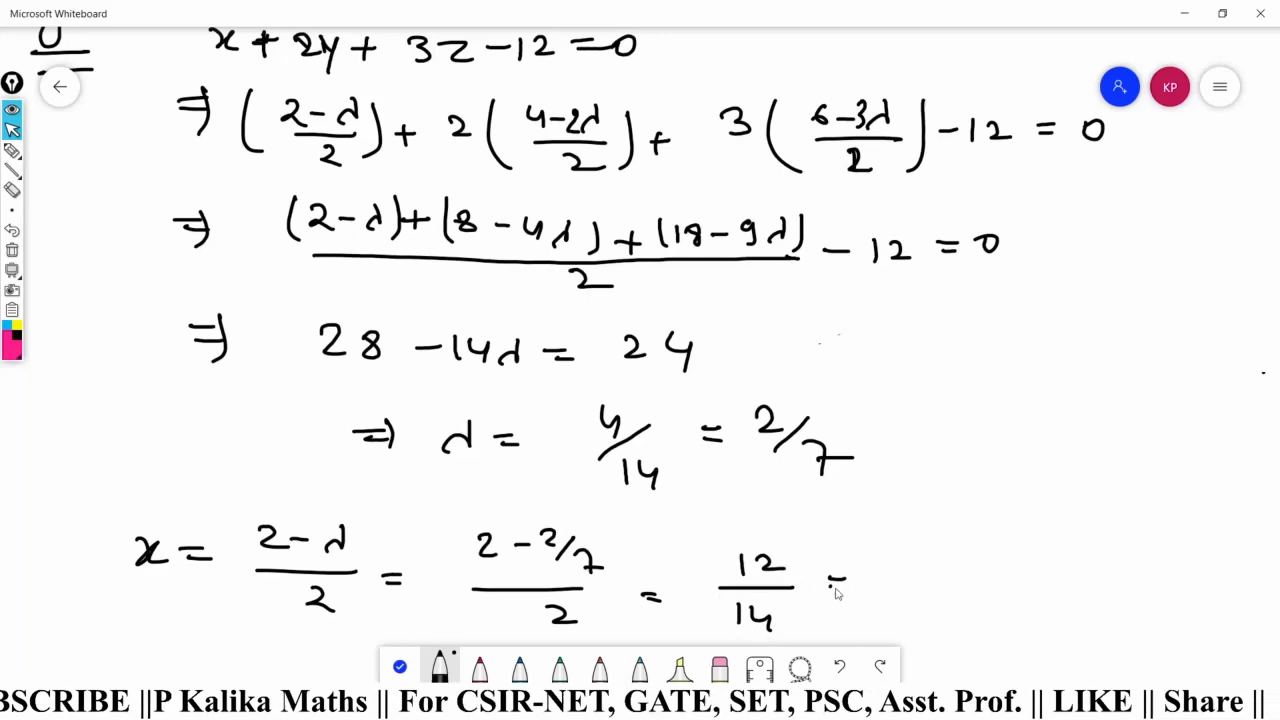 Microsoft Whiteboard
x + 2y + 3z - 12 = 0
⇒ ((2-λ)/2) + 2((4-2λ)/2) + 3((6-3λ)/2) - 12 = 0
⇒ ((2-λ)+(8-4λ)+(18-9λ))/2 - 12 = 0
⇒ 28 - 14λ = 24
⇒ λ = 4/14 = 2/7
x = (2-λ)/2 = (2-2/7)/2 = 12/14 =
KP
BSCRIBE ||P Kalika Maths || For CSIR-NET, GATE, SET, PSC, Asst. Prof. || LIKE || Share ||